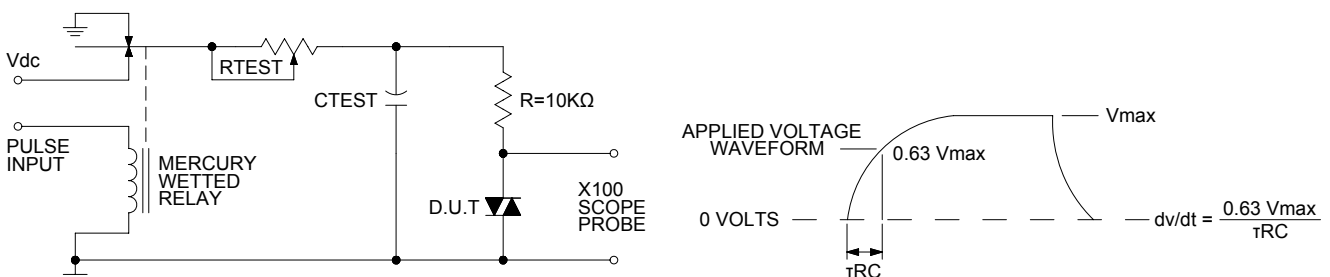 Vdc
RTEST
CTEST
R=10KΩ
PULSE
INPUT
MERCURY
WETTED
RELAY
D.U.T
X100
SCOPE
PROBE
APPLIED VOLTAGE
WAVEFORM
0.63 Vmax
Vmax
0 VOLTS
dv/dt = 0.63 Vmax
τRC
τRC